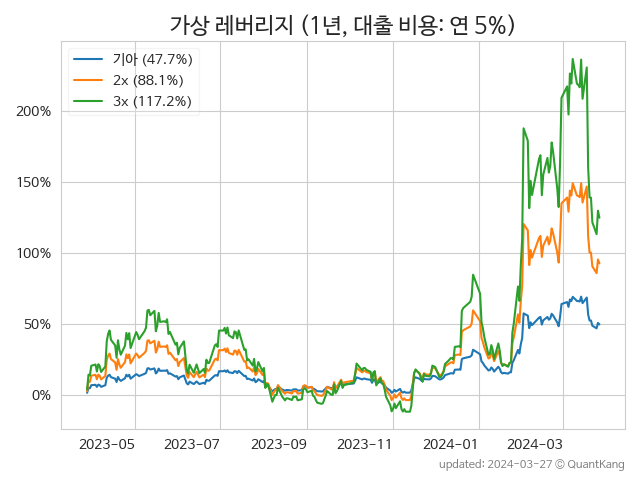 가상 레버리지 (1년, 대출 비용: 연 5%)
기아 (47.7%)
2x (88.1%)
3x (117.2%)
200%
150%
100%
50%
0%
2023-05 2023-07 2023-09 2023-11 2024-01 2024-03
updated: 2024-03-27 © QuantKang